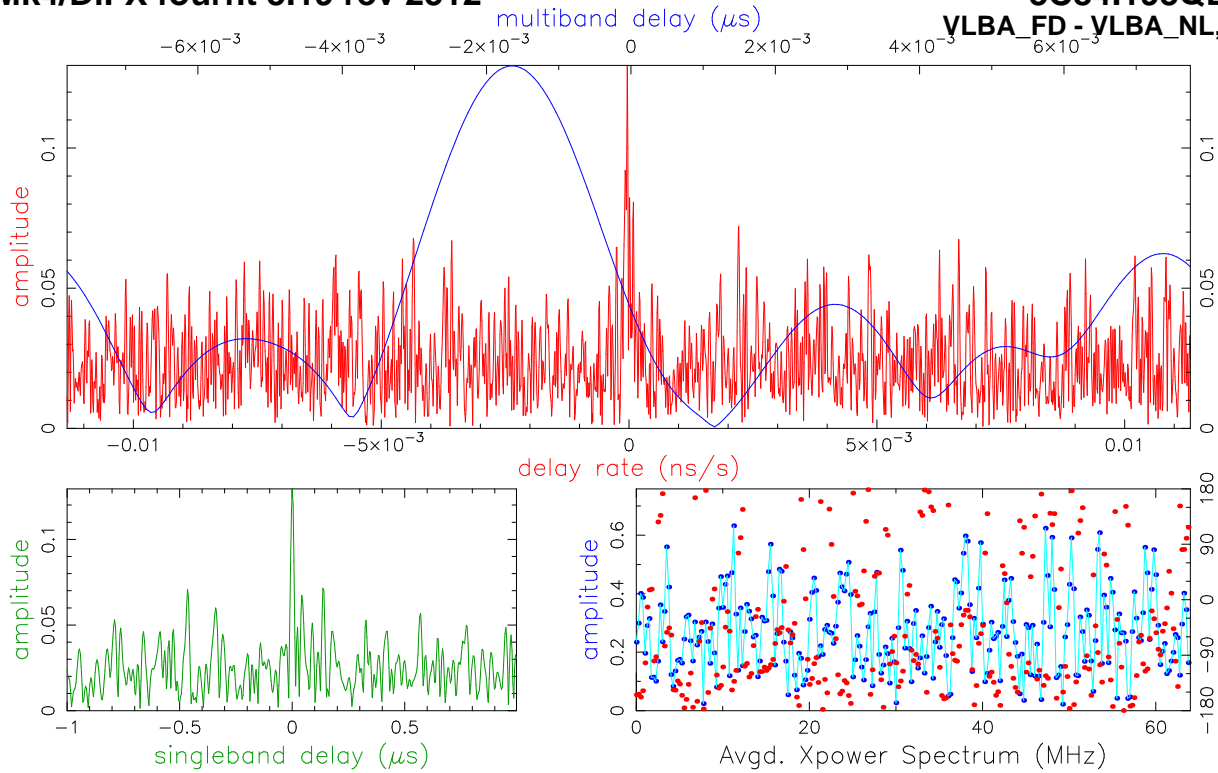 multiband delay (μs)
VLBA_FD - VLBA_NL,
−6×10⁻³ −4×10⁻³ −2×10⁻³ 0 2×10⁻³ 4×10⁻³ 6×10⁻³
amplitude
0.1 0.1
0.05 0.05
0 0
−0.01 −5×10⁻³ 0 5×10⁻³ 0.01
delay rate (ns/s)
amplitude
0.1
0.05
0
−1 −0.5 0 0.5
singleband delay (μs)
amplitude
0.6
0.4
0.2
0
180
90
0
−90
−180
0 20 40 60
Avgd. Xpower Spectrum (MHz)